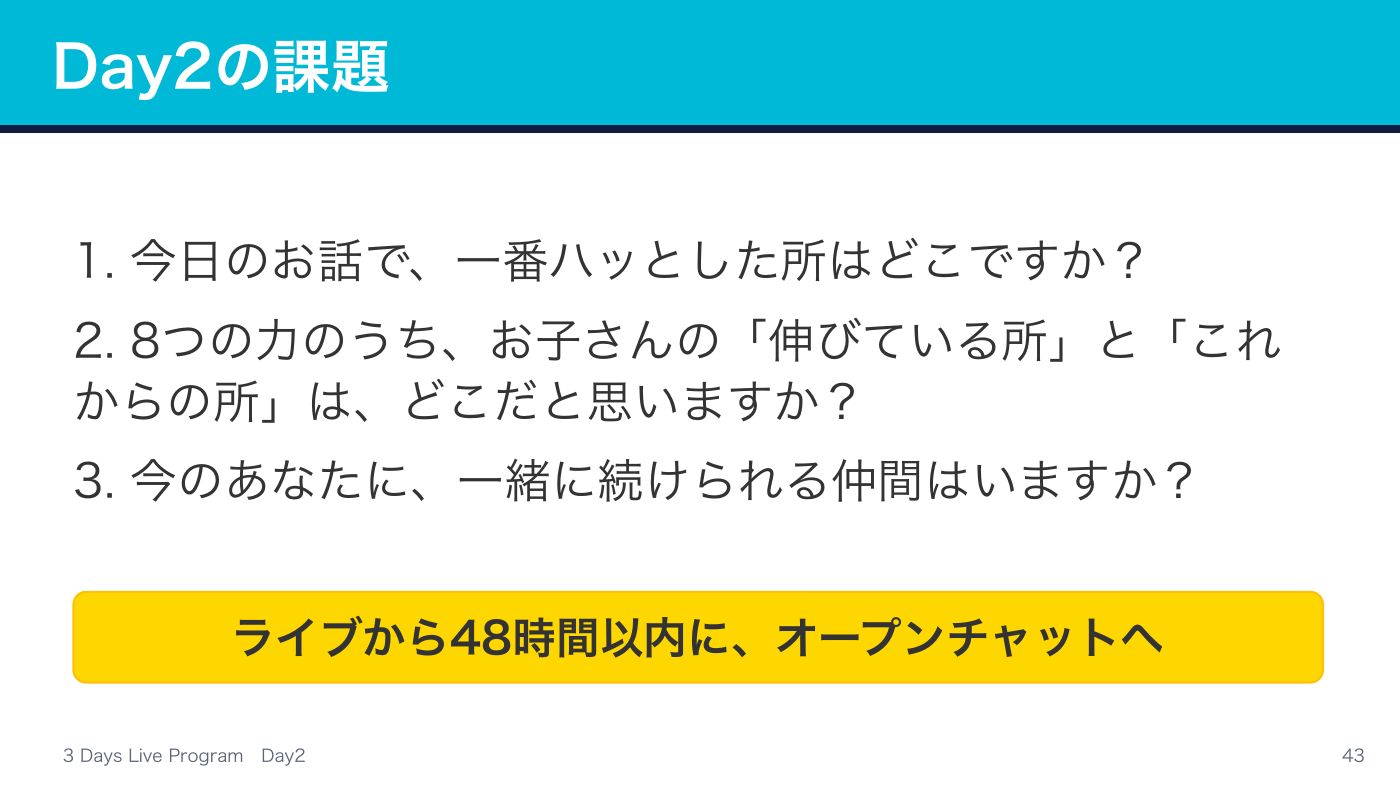 Day2の課題
1. 今日のお話で、一番ハッとした所はどこですか？
2. 8つの力のうち、お子さんの「伸びている所」と「これ
からの所」は、どこだと思いますか？
3. 今のあなたに、一緒に続けられる仲間はいますか？
ライブから48時間以内に、オープンチャットへ
3 Days Live Program　Day2
43